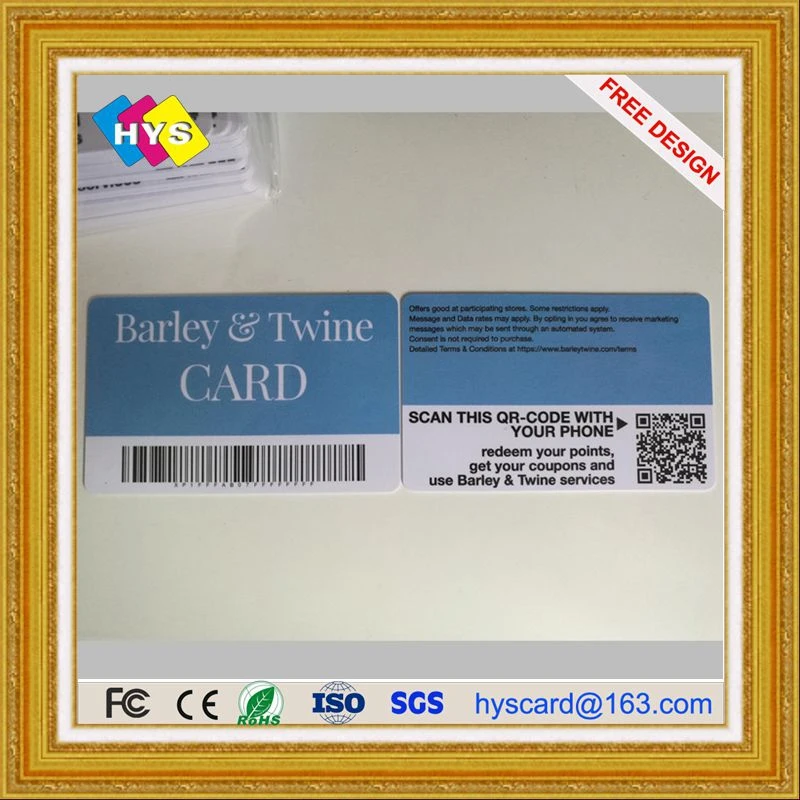 HYS
FREE DESIGN
Barley & Twine
CARD
Offers good at participating stores. Some restrictions apply.
Message and Data rates may apply. By opting in you agree to receive marketing
messages which may be sent through an automated system.
Consent is not required to purchase.
Detailed Terms & Conditions at https://www.barleytwine.com/terms
SCAN THIS QR-CODE WITH
YOUR PHONE
redeem your points,
get your coupons and
use Barley & Twine services
FC CE RoHS ISO SGS hyscard@163.com